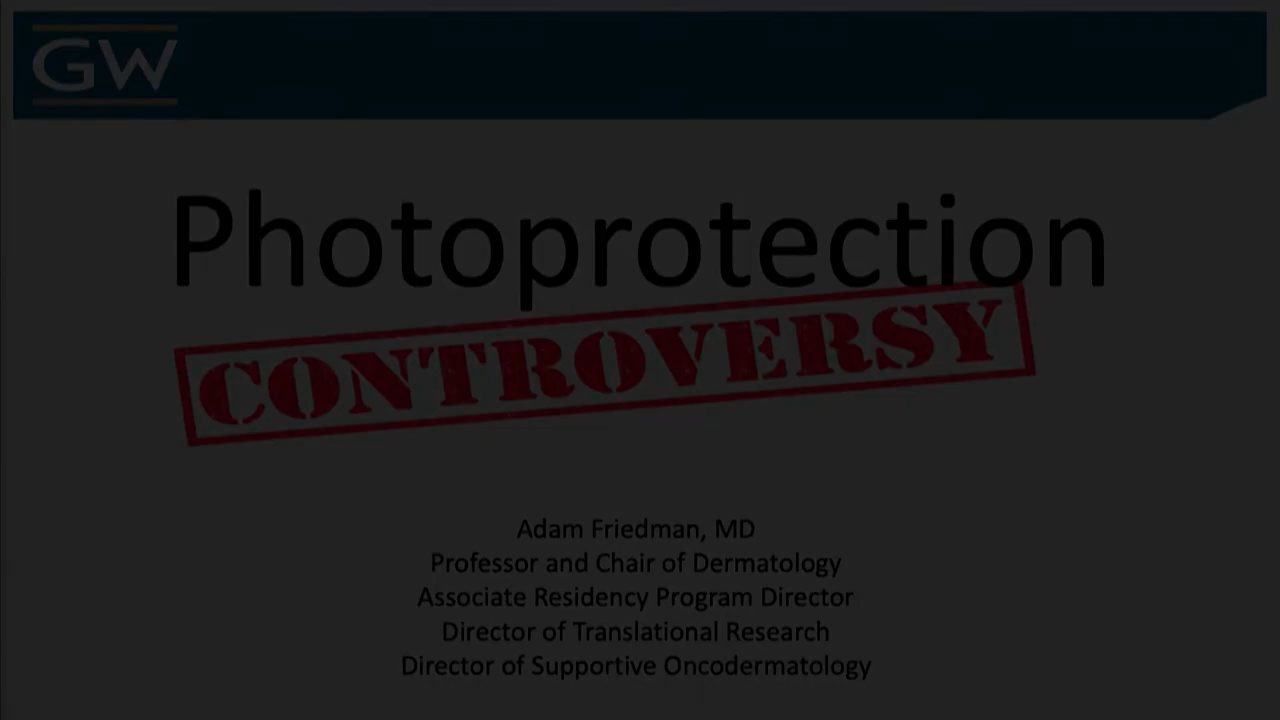 GW
Photoprotection
CONTROVERSY
Adam Friedman, MD
Professor and Chair of Dermatology
Associate Residency Program Director
Director of Translational Research
Director of Supportive Oncodermatology